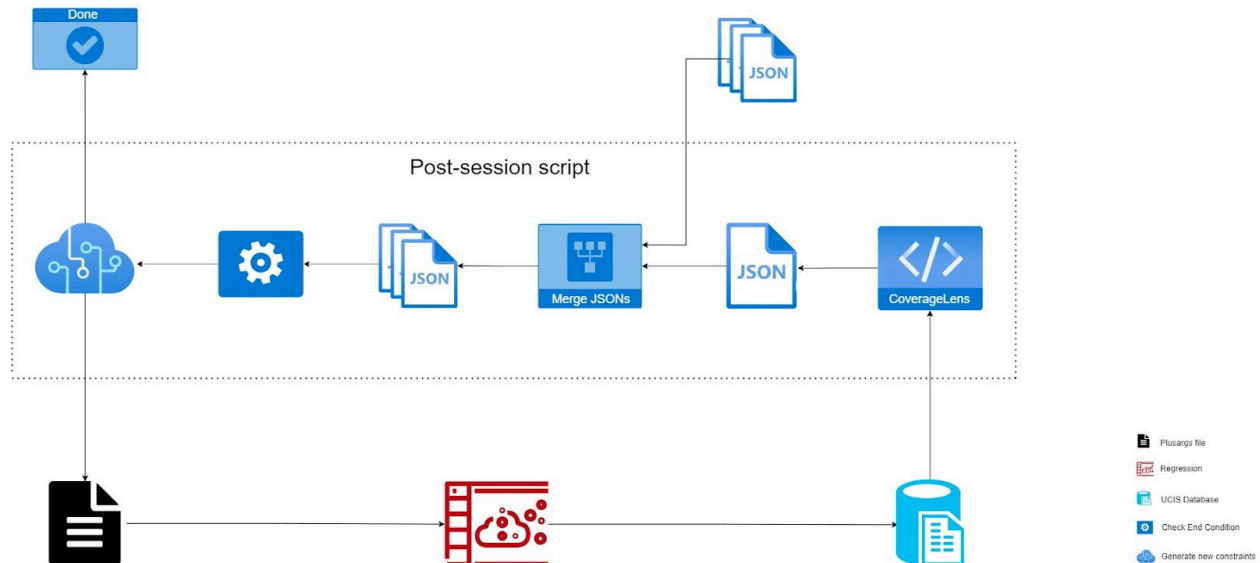 Done
JSON
Post-session script
JSON
Merge JSONs
JSON
CoverageLens
Plusargs file
Regression
UCIS Database
Check End Condition
Generate new constraints